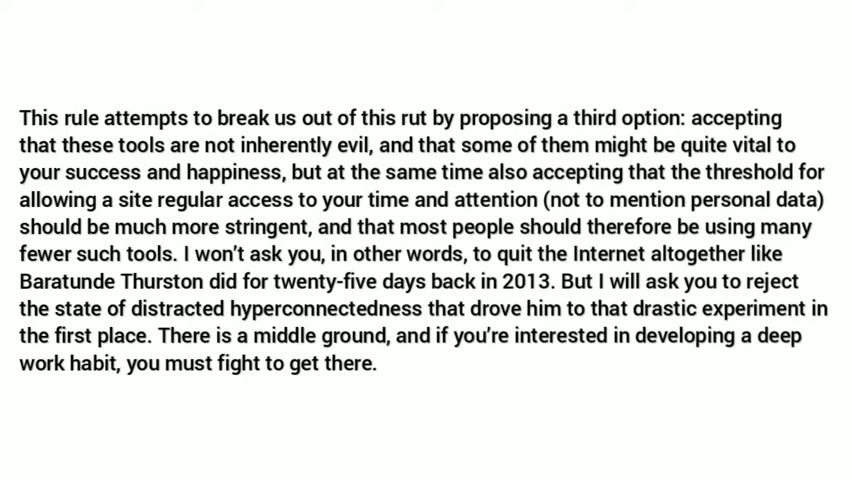 This rule attempts to break us out of this rut by proposing a third option: accepting
that these tools are not inherently evil, and that some of them might be quite vital to
your success and happiness, but at the same time also accepting that the threshold for
allowing a site regular access to your time and attention (not to mention personal data)
should be much more stringent, and that most people should therefore be using many
fewer such tools. I won’t ask you, in other words, to quit the Internet altogether like
Baratunde Thurston did for twenty-five days back in 2013. But I will ask you to reject
the state of distracted hyperconnectedness that drove him to that drastic experiment in
the first place. There is a middle ground, and if you’re interested in developing a deep
work habit, you must fight to get there.